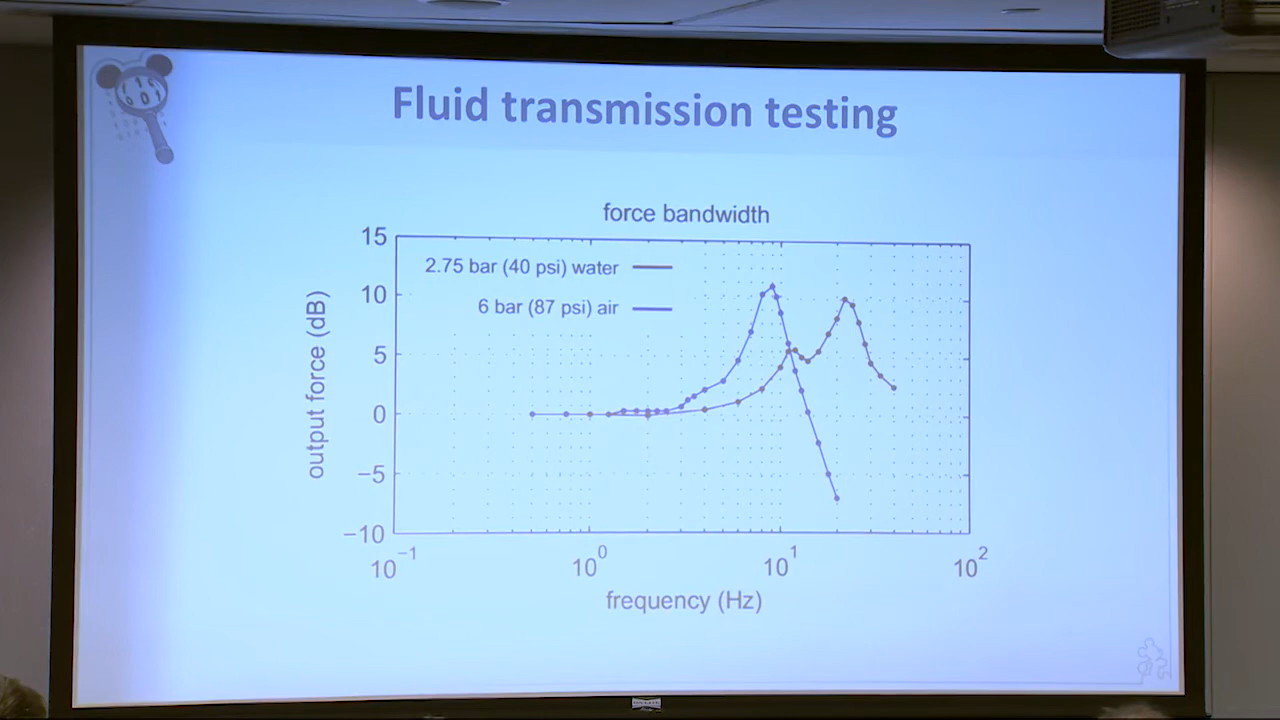 Fluid transmission testing
force bandwidth
15
10
5
0
−5
−10
output force (dB)
2.75 bar (40 psi) water
6 bar (87 psi) air
10−1 100 101 102
frequency (Hz)